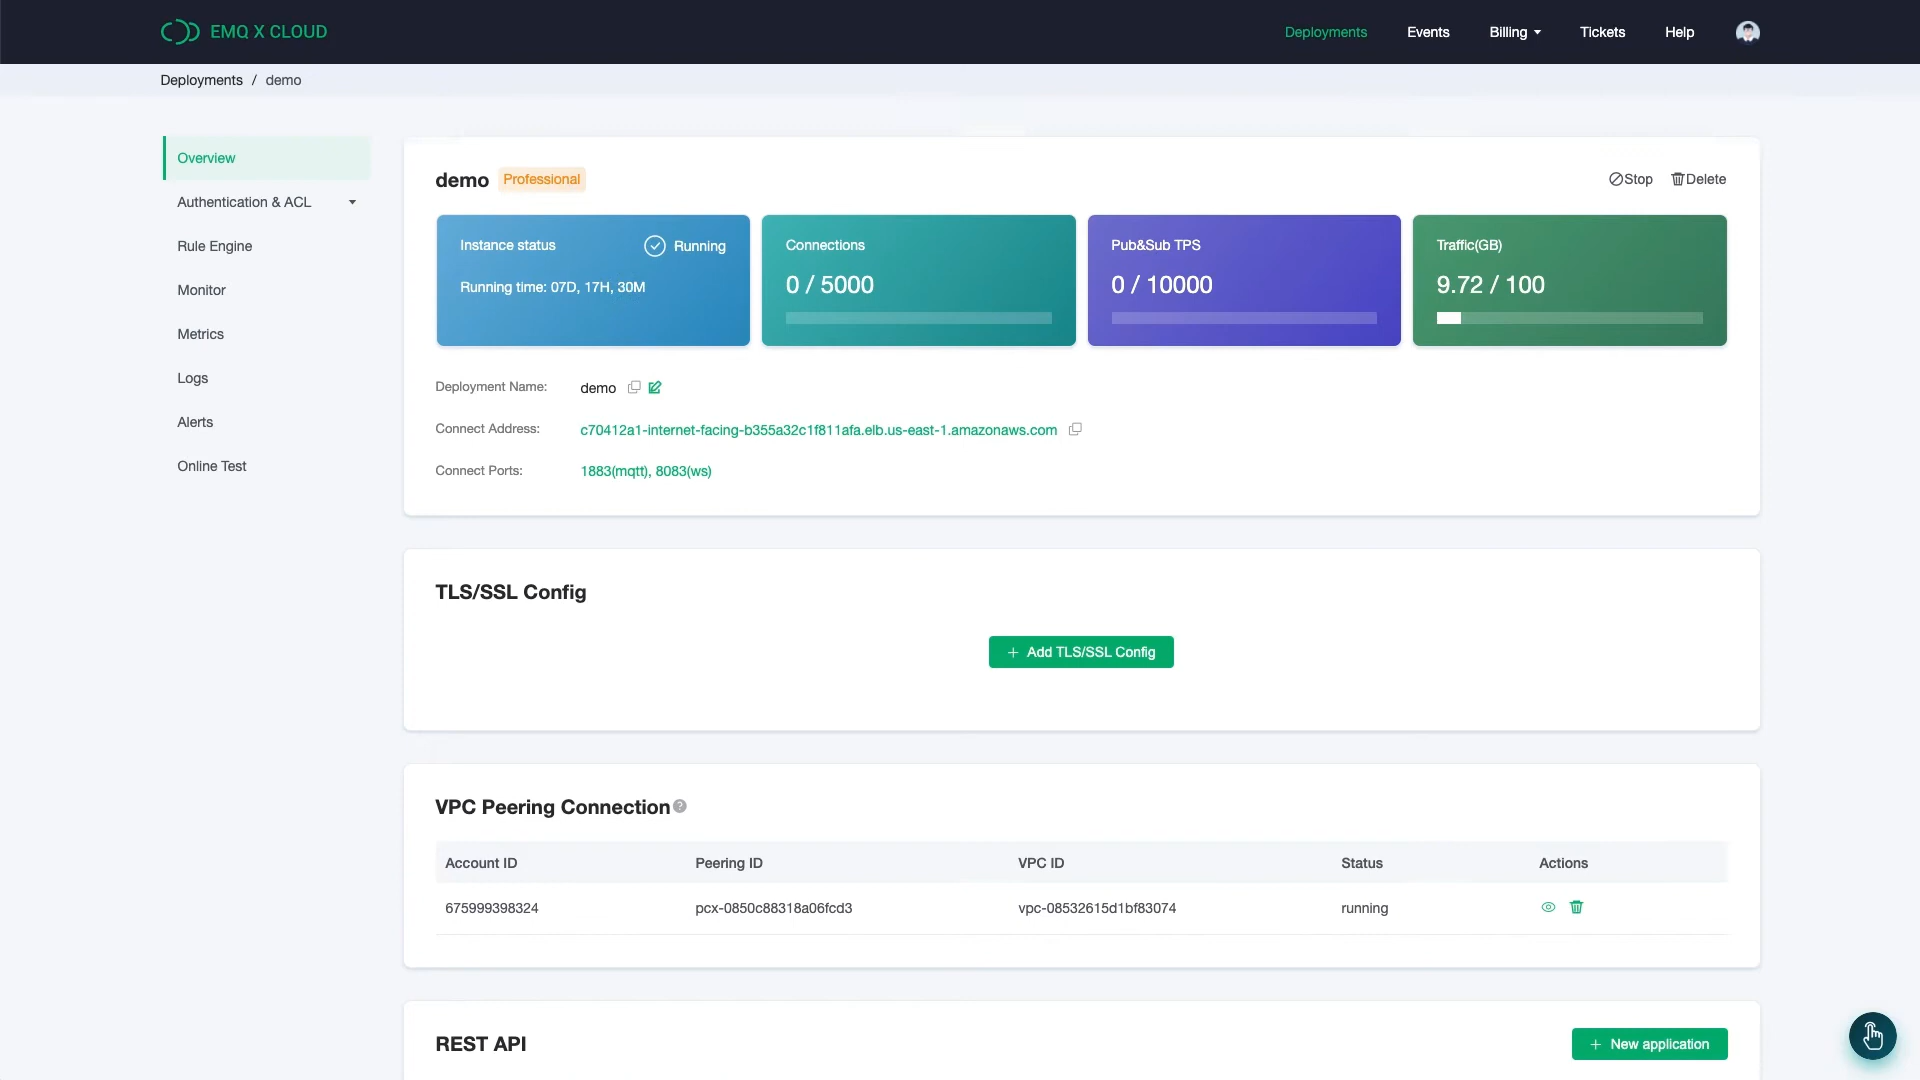 EMQ X CLOUD
Deployments
Events
Billing
Tickets
Help
Deployments / demo
Overview
Authentication & ACL
Rule Engine
Monitor
Metrics
Logs
Alerts
Online Test
demo
Professional
Stop
Delete
Instance status
Running
Running time: 07D, 17H, 30M
Connections
0 / 5000
Pub&Sub TPS
0 / 10000
Traffic(GB)
9.72 / 100
Deployment Name:
demo
Connect Address:
c70412a1-internet-facing-b355a32c1f811afa.elb.us-east-1.amazonaws.com
Connect Ports:
1883(mqtt), 8083(ws)
TLS/SSL Config
+ Add TLS/SSL Config
VPC Peering Connection
?
Account ID
Peering ID
VPC ID
Status
Actions
675999398324
pcx-0850c88318a06fcd3
vpc-08532615d1bf83074
running
REST API
+ New application